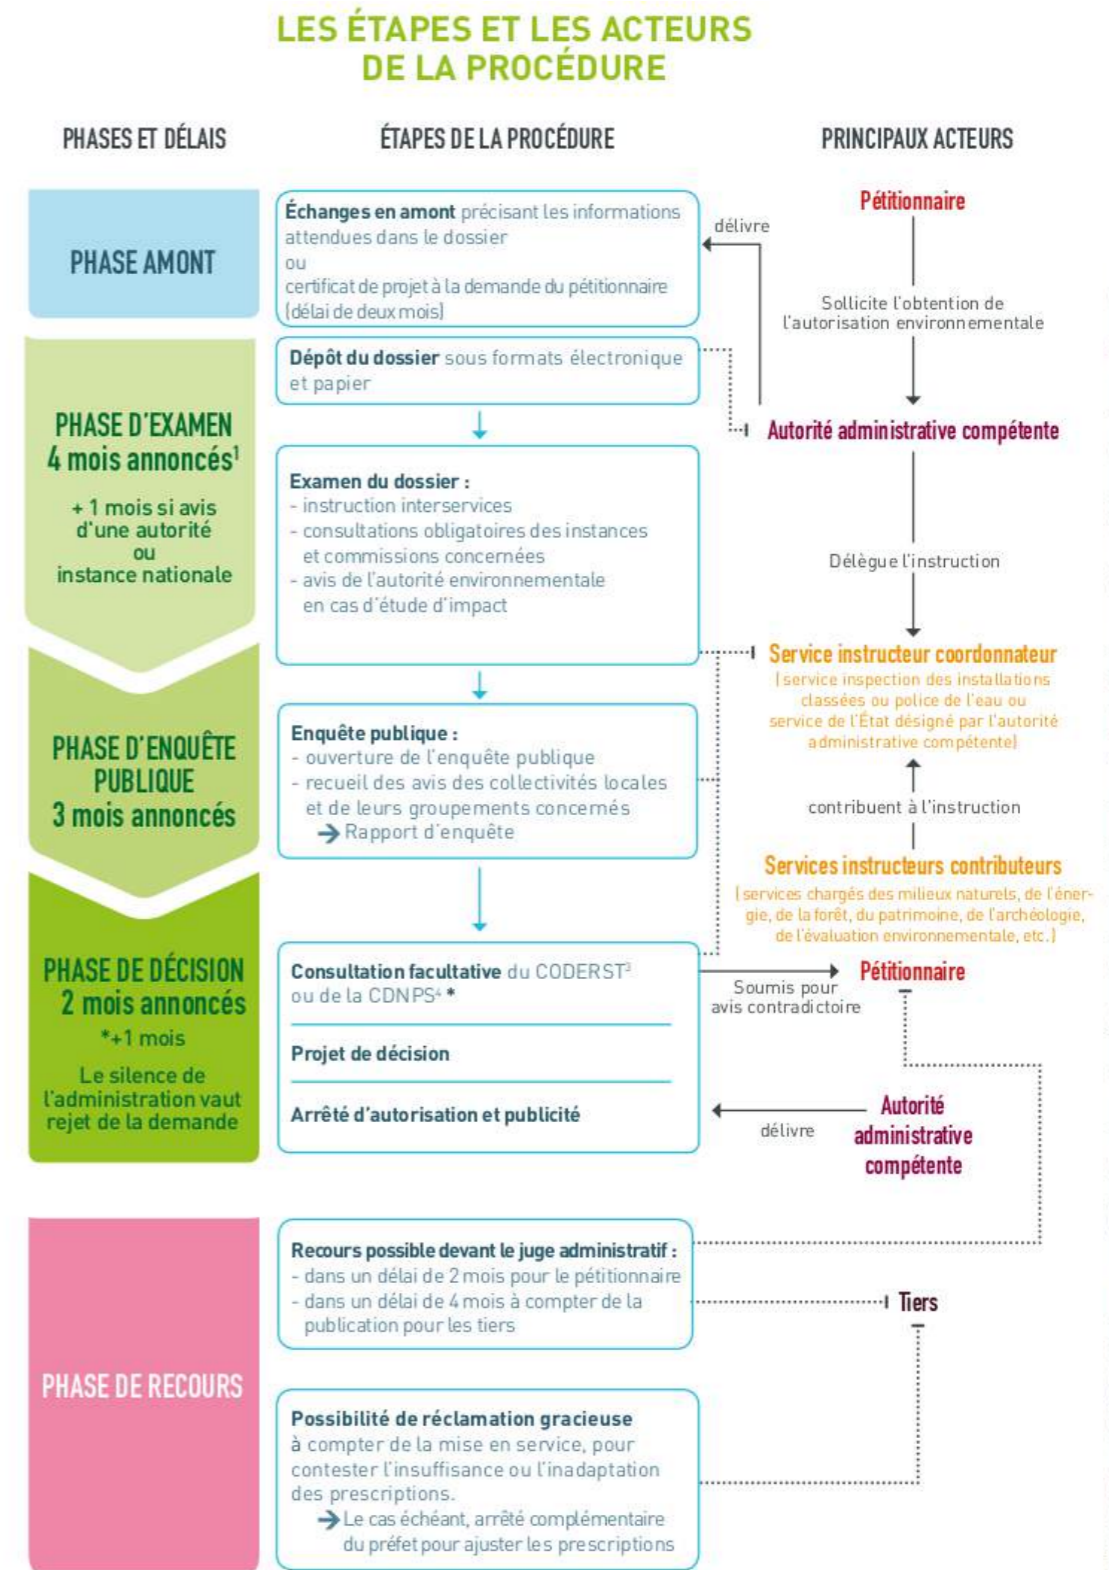 LES ÉTAPES ET LES ACTEURS
DE LA PROCÉDURE
PHASES ET DÉLAIS
ÉTAPES DE LA PROCÉDURE
PRINCIPAUX ACTEURS
PHASE AMONT
Échanges en amont précisant les informations
attendues dans le dossier
ou
certificat de projet à la demande du pétitionnaire
(délai de deux mois)
délivre
Pétitionnaire
Sollicite l'obtention de
l'autorisation environnementale
PHASE D'EXAMEN
4 mois annoncés¹
+ 1 mois si avis
d'une autorité
ou
instance nationale
Dépôt du dossier sous formats électronique
et papier
Autorité administrative compétente
Examen du dossier :
- instruction interservices
- consultations obligatoires des instances
et commissions concernées
- avis de l'autorité environnementale
en cas d'étude d'impact
Délègue l'instruction
Service instructeur coordonnateur
(service inspection des installations
classées ou police de l'eau ou
service de l'État désigné par l'autorité
administrative compétente)
PHASE D'ENQUÊTE
PUBLIQUE
3 mois annoncés
Enquête publique :
- ouverture de l'enquête publique
- recueil des avis des collectivités locales
et de leurs groupements concernés
→ Rapport d'enquête
contribuent à l'instruction
Services instructeurs contributeurs
(services chargés des milieux naturels, de l'éner-
gie, de la forêt, du patrimoine, de l'archéologie,
de l'évaluation environnementale, etc.)
PHASE DE DÉCISION
2 mois annoncés
*+1 mois
Le silence de
l'administration vaut
rejet de la demande
Consultation facultative du CODERST³
ou de la CDNPS⁴ *
Projet de décision
Arrêté d'autorisation et publicité
Soumis pour
avis contradictoire
Pétitionnaire
délivre
Autorité
administrative
compétente
PHASE DE RECOURS
Recours possible devant le juge administratif :
- dans un délai de 2 mois pour le pétitionnaire
- dans un délai de 4 mois à compter de la
publication pour les tiers
Tiers
Possibilité de réclamation gracieuse
à compter de la mise en service, pour
contester l'insuffisance ou l'inadaptation
des prescriptions.
→ Le cas échéant, arrêté complémentaire
du préfet pour ajuster les prescriptions